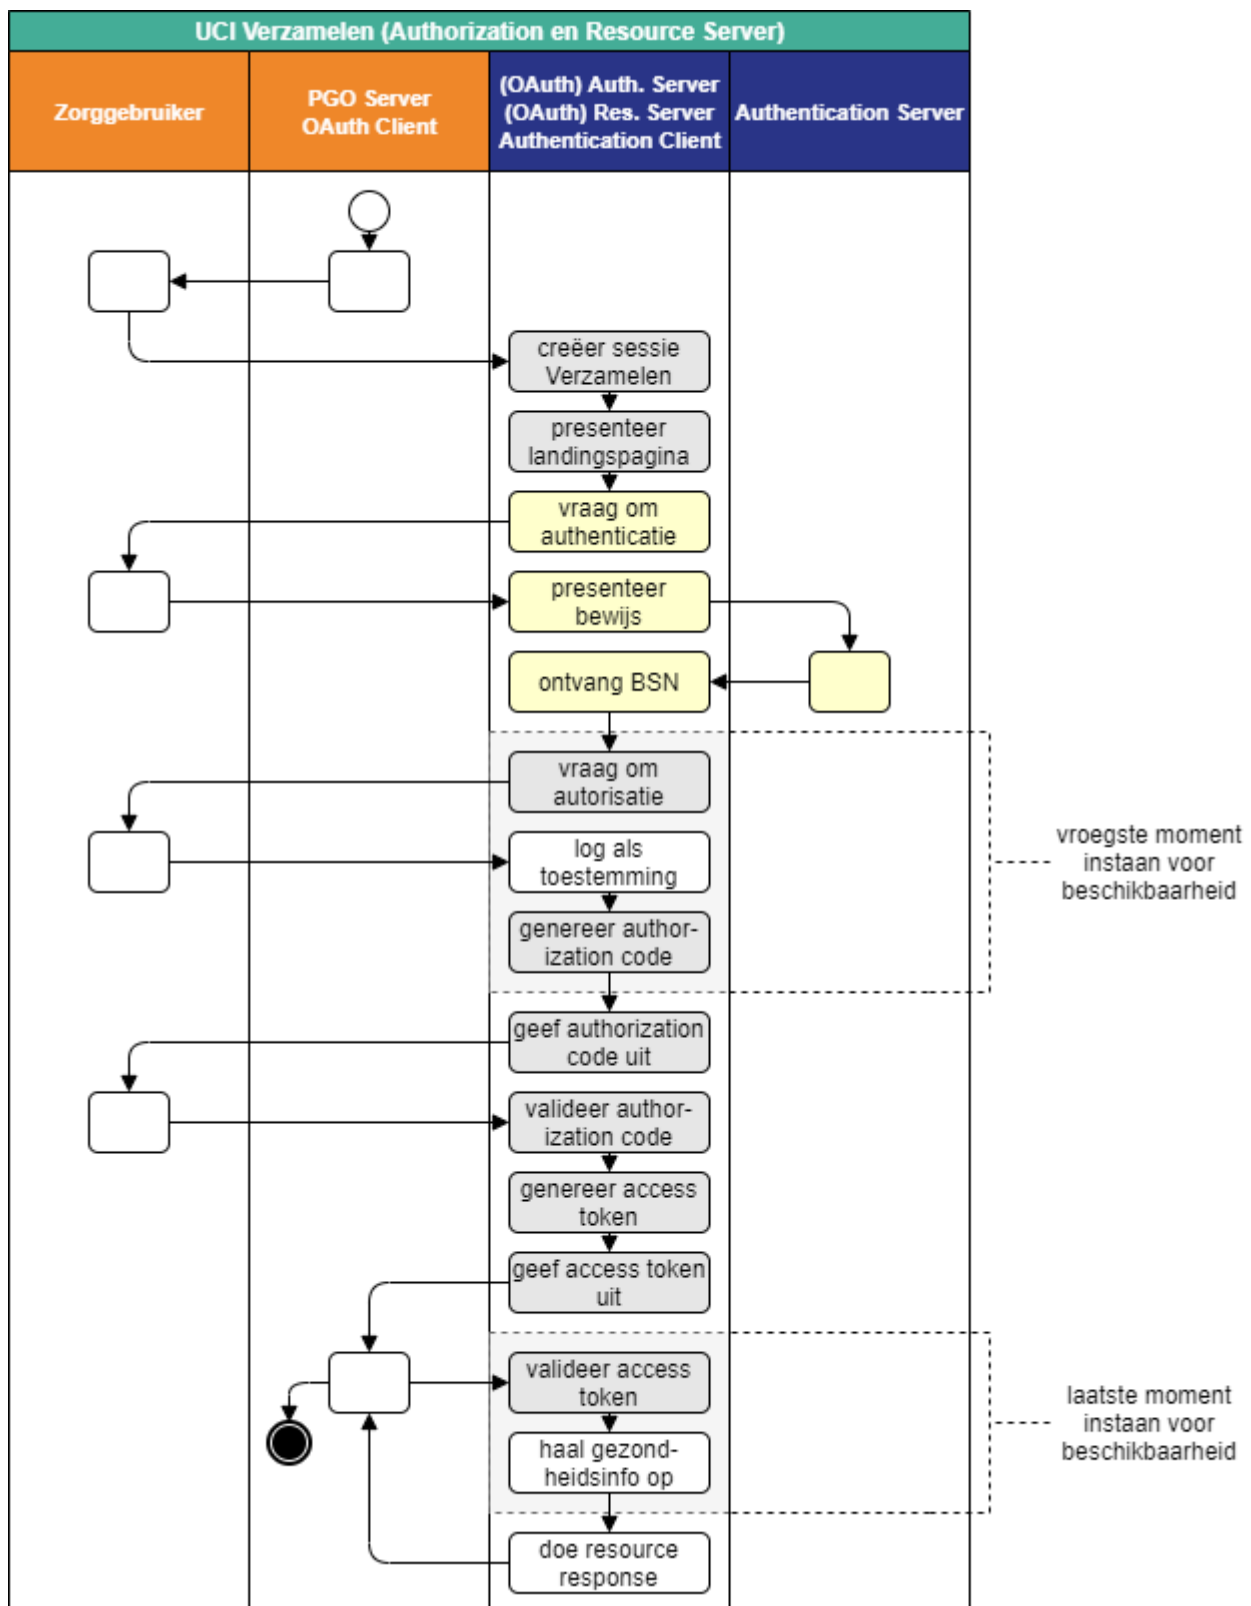 UCI Verzamelen (Authorization en Resource Server)
Zorggebruiker
PGO Server
OAuth Client
(OAuth) Auth. Server
(OAuth) Res. Server
Authentication Client
Authentication Server
creëer sessie
Verzamelen
presenteer
landingspagina
vraag om
authenticatie
presenteer
bewijs
ontvang BSN
vraag om
autorisatie
log als
toestemming
genereer author-
ization code
vroegste moment
instaan voor
beschikbaarheid
geef authorization
code uit
valideer author-
ization code
genereer access
token
geef access token
uit
valideer access
token
haal gezond-
heidsinfo op
laatste moment
instaan voor
beschikbaarheid
doe resource
response